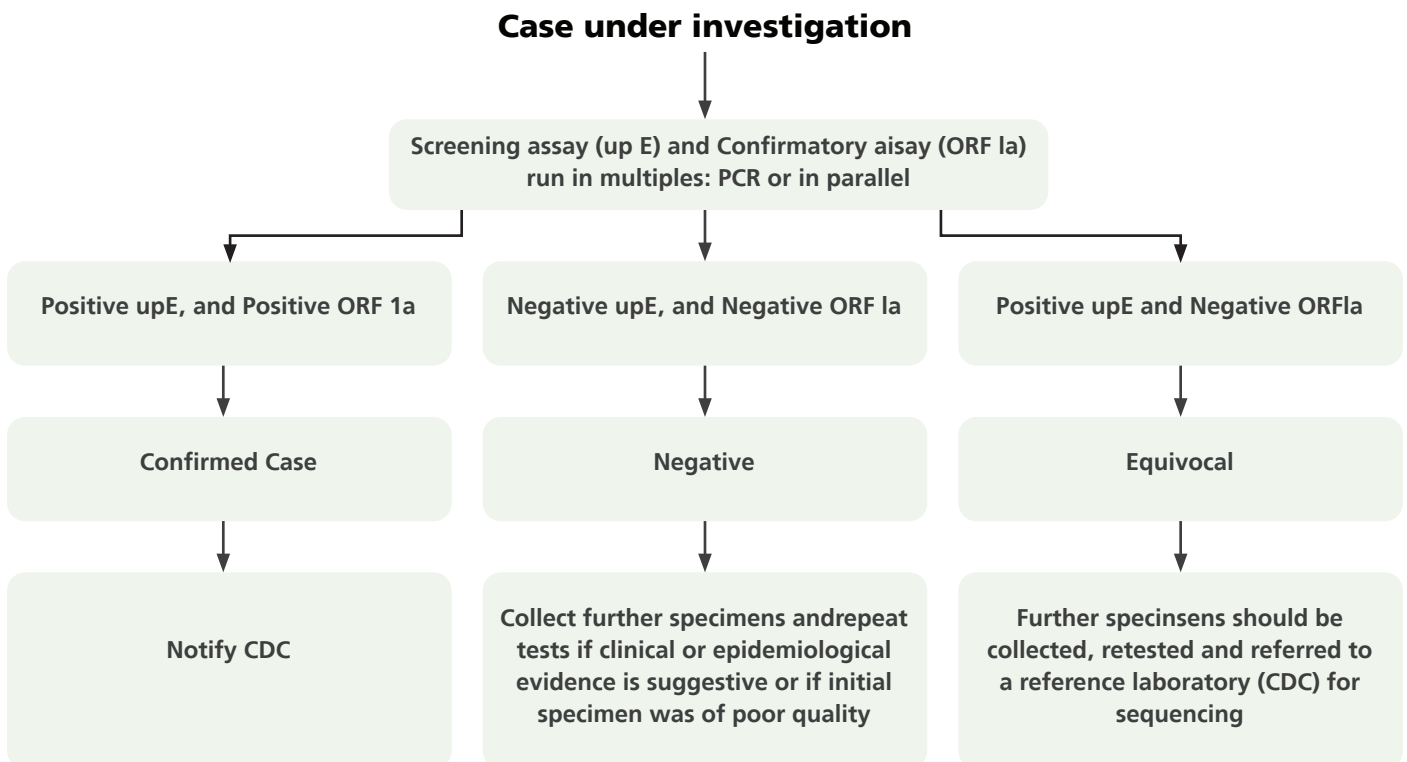 Case under investigation
Screening assay (up E) and Confirmatory aisay (ORF la)
run in multiples: PCR or in parallel
Positive upE, and Positive ORF 1a
Negative upE, and Negative ORF la
Positive upE and Negative ORFla
Confirmed Case
Negative
Equivocal
Notify CDC
Collect further specimens andrepeat
tests if clinical or epidemiological
evidence is suggestive or if initial
specimen was of poor quality
Further specinsens should be
collected, retested and referred to
a reference laboratory (CDC) for
sequencing